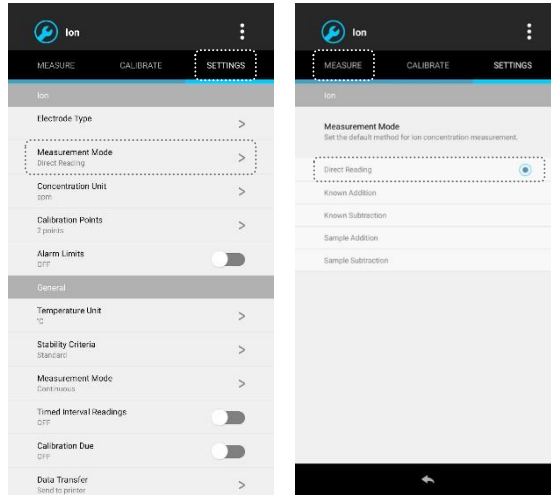 Ion
MEASURE CALIBRATE SETTINGS
Ion
Electrode Type
Measurement Mode
Direct Reading
Concentration Unit
ppm
Calibration Points
2 points
Alarm Limits
OFF
General
Temperature Unit
°C
Stability Criteria
Standard
Measurement Mode
Continuous
Timed Interval Readings
OFF
Calibration Due
OFF
Data Transfer
Send to printer
Ion
MEASURE CALIBRATE SETTINGS
Ion
Measurement Mode
Set the default method for ion concentration measurement.
Direct Reading
Known Addition
Known Subtraction
Sample Addition
Sample Subtraction